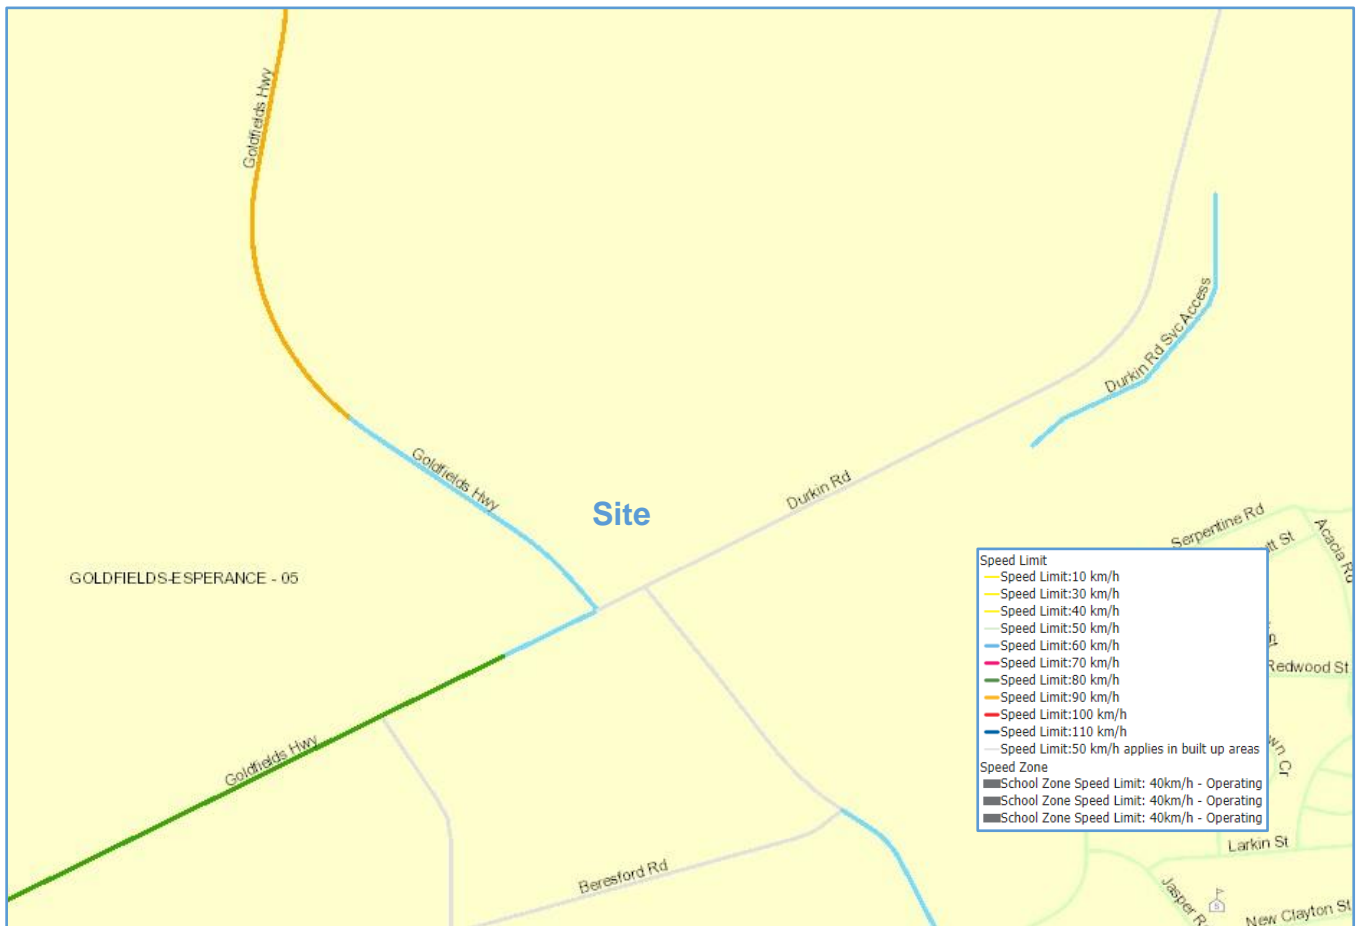 Goldfields Hwy
Durkin Rd Svc Access
Goldfields Hwy
Durkin Rd
Site
Serpentine Rd
Acacia Rd
St
GOLDFIELDS-ESPERANCE - 05
Speed Limit
Speed Limit:10 km/h
Speed Limit:30 km/h
Speed Limit:40 km/h
Speed Limit:50 km/h
Speed Limit:60 km/h
Speed Limit:70 km/h
Speed Limit:80 km/h
Speed Limit:90 km/h
Speed Limit:100 km/h
Speed Limit:110 km/h
Speed Limit:50 km/h applies in built up areas
Speed Zone
School Zone Speed Limit: 40km/h - Operating
School Zone Speed Limit: 40km/h - Operating
School Zone Speed Limit: 40km/h - Operating
St
Redwood St
Cr
Goldfields Hwy
Beresford Rd
Larkin St
Jasper R
S
New Clayton St